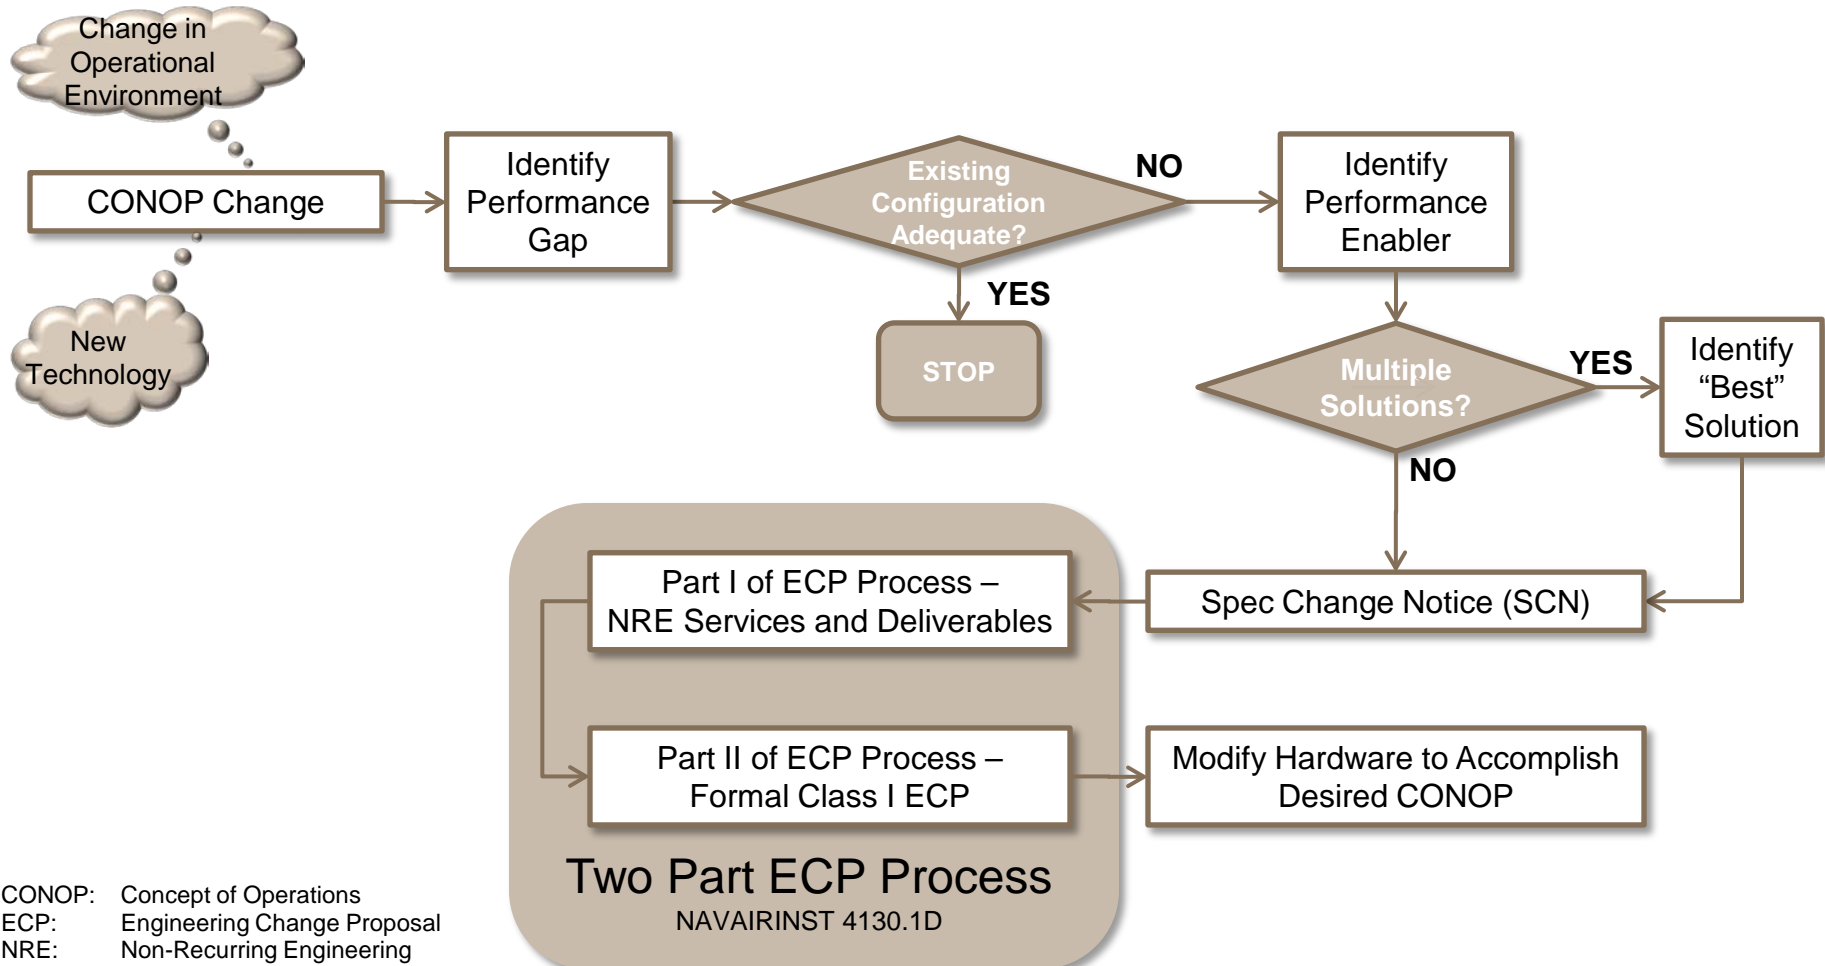 Change in
Operational
Environment
CONOP Change
New
Technology
Identify
Performance
Gap
Existing
Configuration
Adequate?
NO
YES
STOP
Identify
Performance
Enabler
Multiple
Solutions?
YES
NO
Identify
“Best”
Solution
Spec Change Notice (SCN)
Part I of ECP Process –
NRE Services and Deliverables
Part II of ECP Process –
Formal Class I ECP
Modify Hardware to Accomplish
Desired CONOP
Two Part ECP Process
NAVAIRINST 4130.1D
CONOP: Concept of Operations
ECP: Engineering Change Proposal
NRE: Non-Recurring Engineering